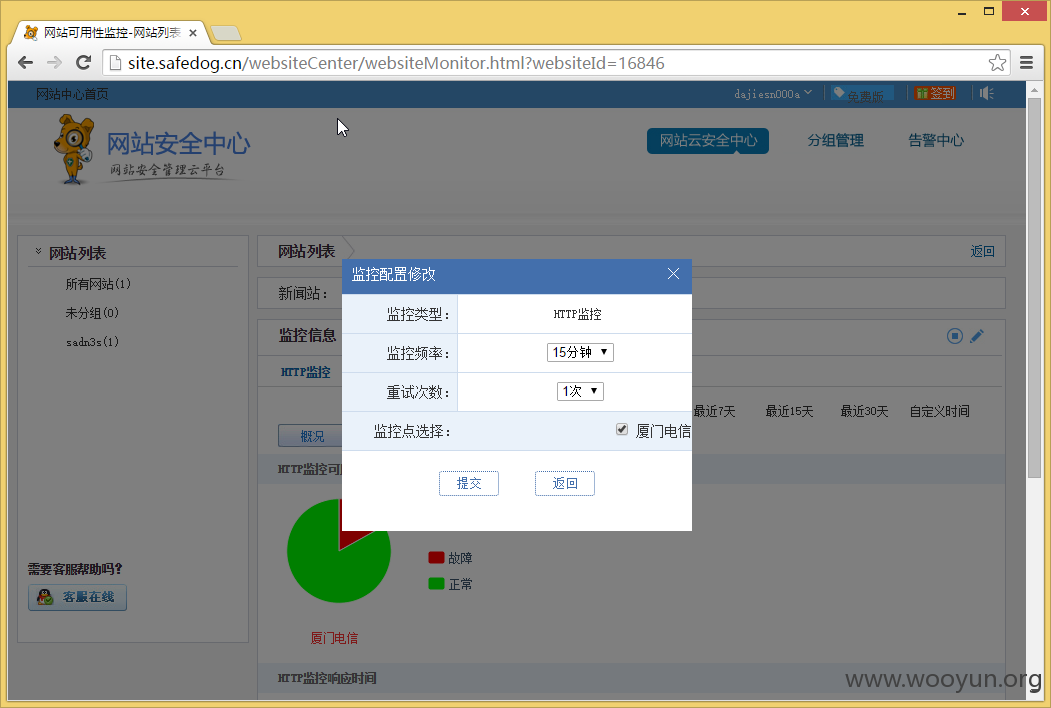 网站可用性监控-网站列表
site.safedog.cn/websiteCenter/websiteMonitor.html?websiteId=16846
网站中心首页
dajiesn000a
免费版
签到
网站安全中心
网站安全管理云平台
网站云安全中心
分组管理
告警中心
网站列表
所有网站(1)
未分组(0)
sadn3s(1)
需要客服帮助吗?
客服在线
网站列表
返回
新闻站：
监控信息
HTTP监控
最近7天
最近15天
最近30天
自定义时间
概况
HTTP监控可
监控配置修改
监控类型：
HTTP监控
监控频率：
15分钟
重试次数：
1次
监控点选择：
厦门电信
提交
返回
故障
正常
厦门电信
HTTP监控响应时间
www.wooyun.org